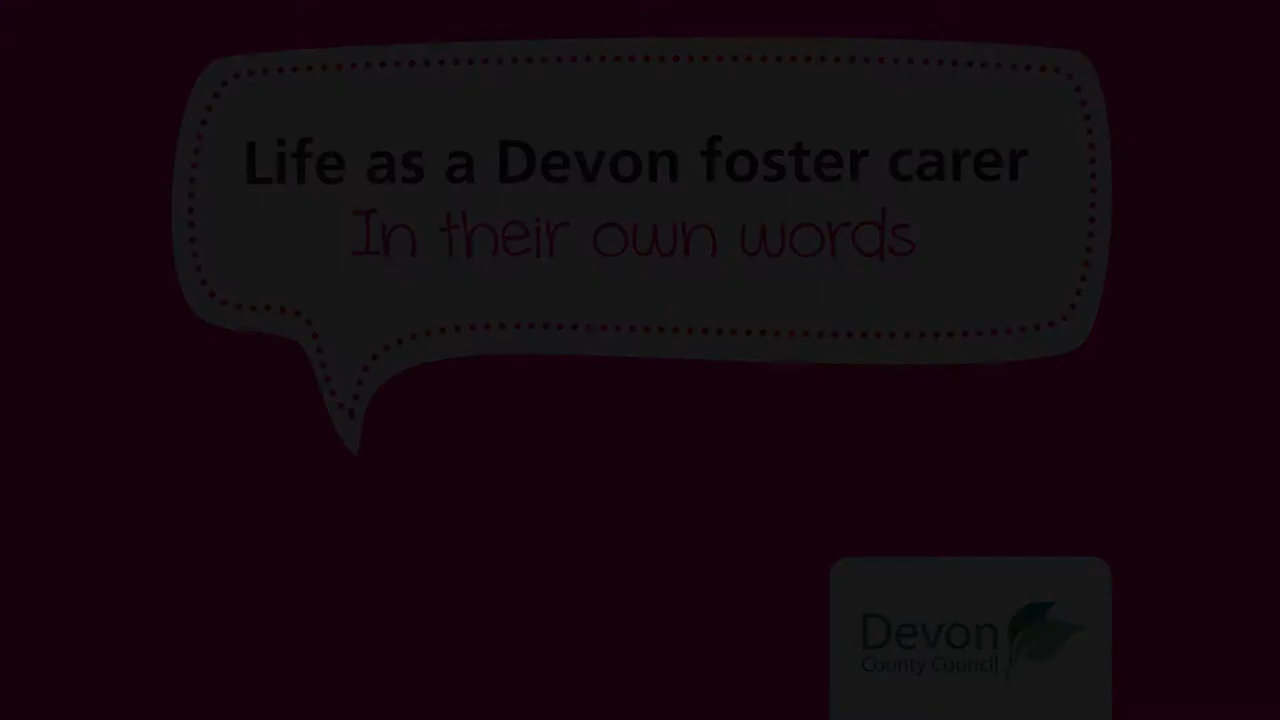 Life as a Devon foster carer
In their own words
Devon
County Council